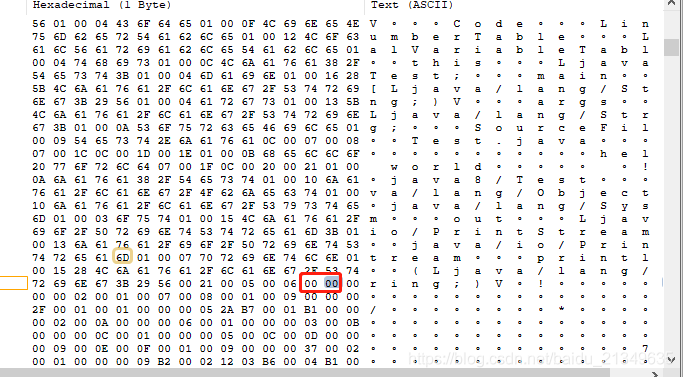 Hexadecimal (1 Byte) Text (ASCII)
56 01 00 04 43 6F 64 65 01 00 0F 4C 69 6E 65 4E V ° ° ° C o d e ° ° ° L i n
75 6D 62 65 72 54 61 62 6C 65 01 00 12 4C 6F 63 u m b e r T a b l e ° ° ° L
61 6C 56 61 72 69 61 62 6C 65 54 61 62 6C 65 01 a l V a r i a b l e T a b l
00 04 74 68 69 73 01 00 0C 4C 6A 61 76 61 38 2F ° ° t h i s ° ° ° L j a v a
54 65 73 74 3B 01 00 04 6D 61 69 6E 01 00 16 28 T e s t ; ° ° ° m a i n ° °
5B 4C 6A 61 76 61 2F 6C 61 6E 67 2F 53 74 72 69 [ L j a v a / l a n g / S t
6E 67 3B 29 56 01 00 04 61 72 67 73 01 00 13 5B n g ; ) V ° ° ° a r g s ° °
4C 6A 61 76 61 2F 6C 61 6E 67 2F 53 74 72 69 6E L j a v a / l a n g / S t r
67 3B 01 00 0A 53 6F 75 72 63 65 46 69 6C 65 01 g ; ° ° ° S o u r c e F i l
00 09 54 65 73 74 2E 6A 61 76 61 0C 00 07 00 08 ° ° T e s t . j a v a ° ° °
07 00 1C 0C 00 1D 00 1E 01 00 0B 68 65 6C 6C 6F ° ° ° ° ° ° ° ° ° ° ° h e l
20 77 6F 72 6C 64 07 00 1F 0C 00 20 00 21 01 00 w o r l d ° ° ° ° ° ° !
0A 6A 61 76 61 38 2F 54 65 73 74 01 00 10 6A 61 ° j a v a 8 / T e s t ° ° °
76 61 2F 6C 61 6E 67 2F 4F 62 6A 65 63 74 01 00 v a / l a n g / O b j e c t
10 6A 61 76 61 2F 6C 61 6E 67 2F 53 79 73 74 65 ° j a v a / l a n g / S y s
6D 01 00 03 6F 75 74 01 00 15 4C 6A 61 76 61 2F m ° ° ° o u t ° ° ° L j a v
69 6F 2F 50 72 69 6E 74 53 74 72 65 61 6D 3B 01 i o / P r i n t S t r e a m
00 13 6A 61 76 61 2F 69 6F 2F 50 72 69 6E 74 53 ° ° j a v a / i o / P r i n
74 72 65 61 6D 01 00 07 70 72 69 6E 74 6C 6E 01 t r e a m ° ° ° p r i n t l
00 15 28 4C 6A 61 76 61 2F 6C 61 6E 67 2F 53 74 ° ° ( L j a v a / l a n g /
72 69 6E 67 3B 29 56 00 21 00 05 00 06 00 00 00 r i n g ; ) V ° ! ° ° ° ° °
00 00 02 00 01 00 07 00 08 00 01 00 09 00 00 00 ° ° ° ° ° ° ° ° ° ° ° ° ° °
2F 00 01 00 01 00 00 00 05 2A B7 00 01 B1 00 00 / ° ° ° ° ° ° ° ° * ° ° ° °
00 02 00 0A 00 00 00 06 00 01 00 00 00 03 00 0B ° ° ° ° ° ° ° ° ° ° ° ° ° °
00 00 00 0C 00 01 00 00 00 05 00 0C 00 0D 00 00 ° ° ° ° ° ° ° ° ° ° ° ° ° °
00 09 00 0E 00 0F 00 01 00 09 00 00 00 37 00 02 ° ° ° ° ° ° ° ° ° ° ° ° ° 7
00 01 00 00 00 09 B2 00 02 12 03 B6 00 04 B1 00 ° ° ° ° ° ° ° ° ° ° ° ° ° °